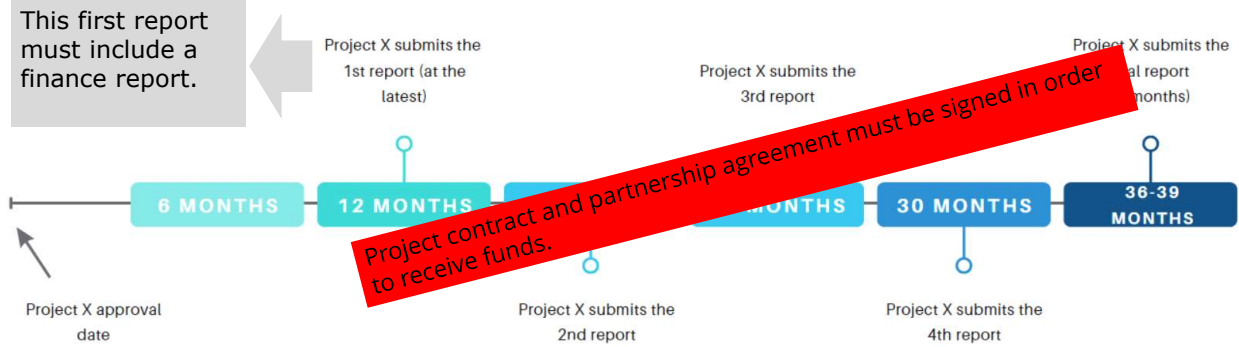 This first report
must include a
finance report.
Project X submits the
1st report (at the
latest)
Project X submits the
3rd report
Project X submits the
report
months)
6 MONTHS
12 MONTHS
MONTHS
30 MONTHS
36-39
MONTHS
Project contract and partnership agreement must be signed in order
to receive funds.
Project X approval
date
Project X submits the
2nd report
Project X submits the
4th report